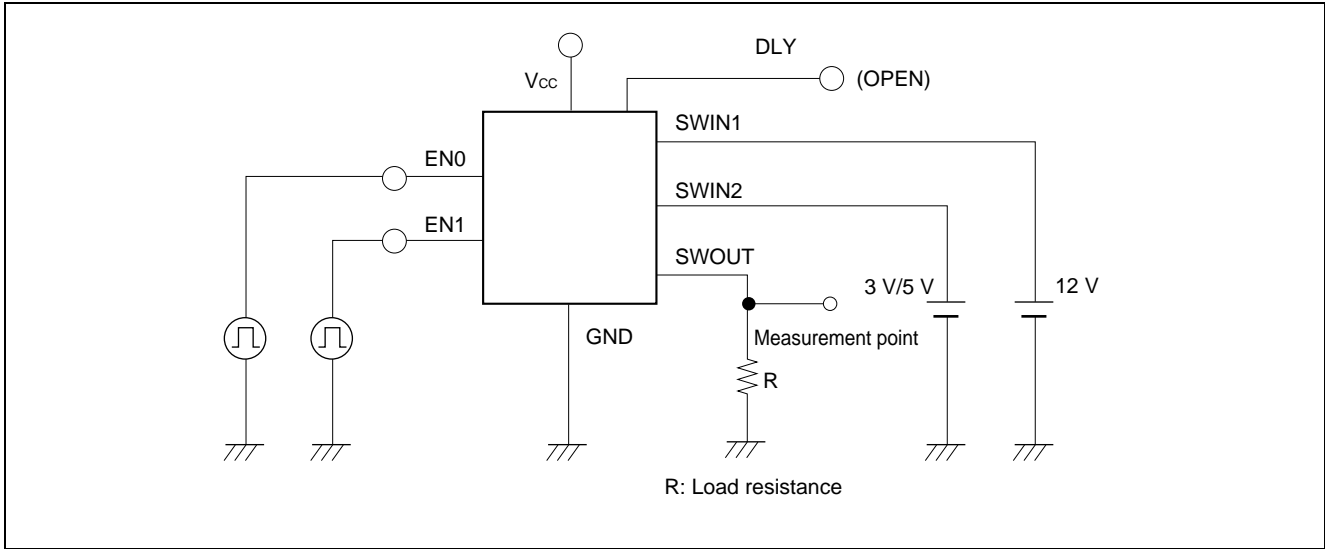 DLY
VCC
(OPEN)
SWIN1
EN0
SWIN2
EN1
SWOUT
3 V/5 V
12 V
GND
Measurement point
R
R: Load resistance